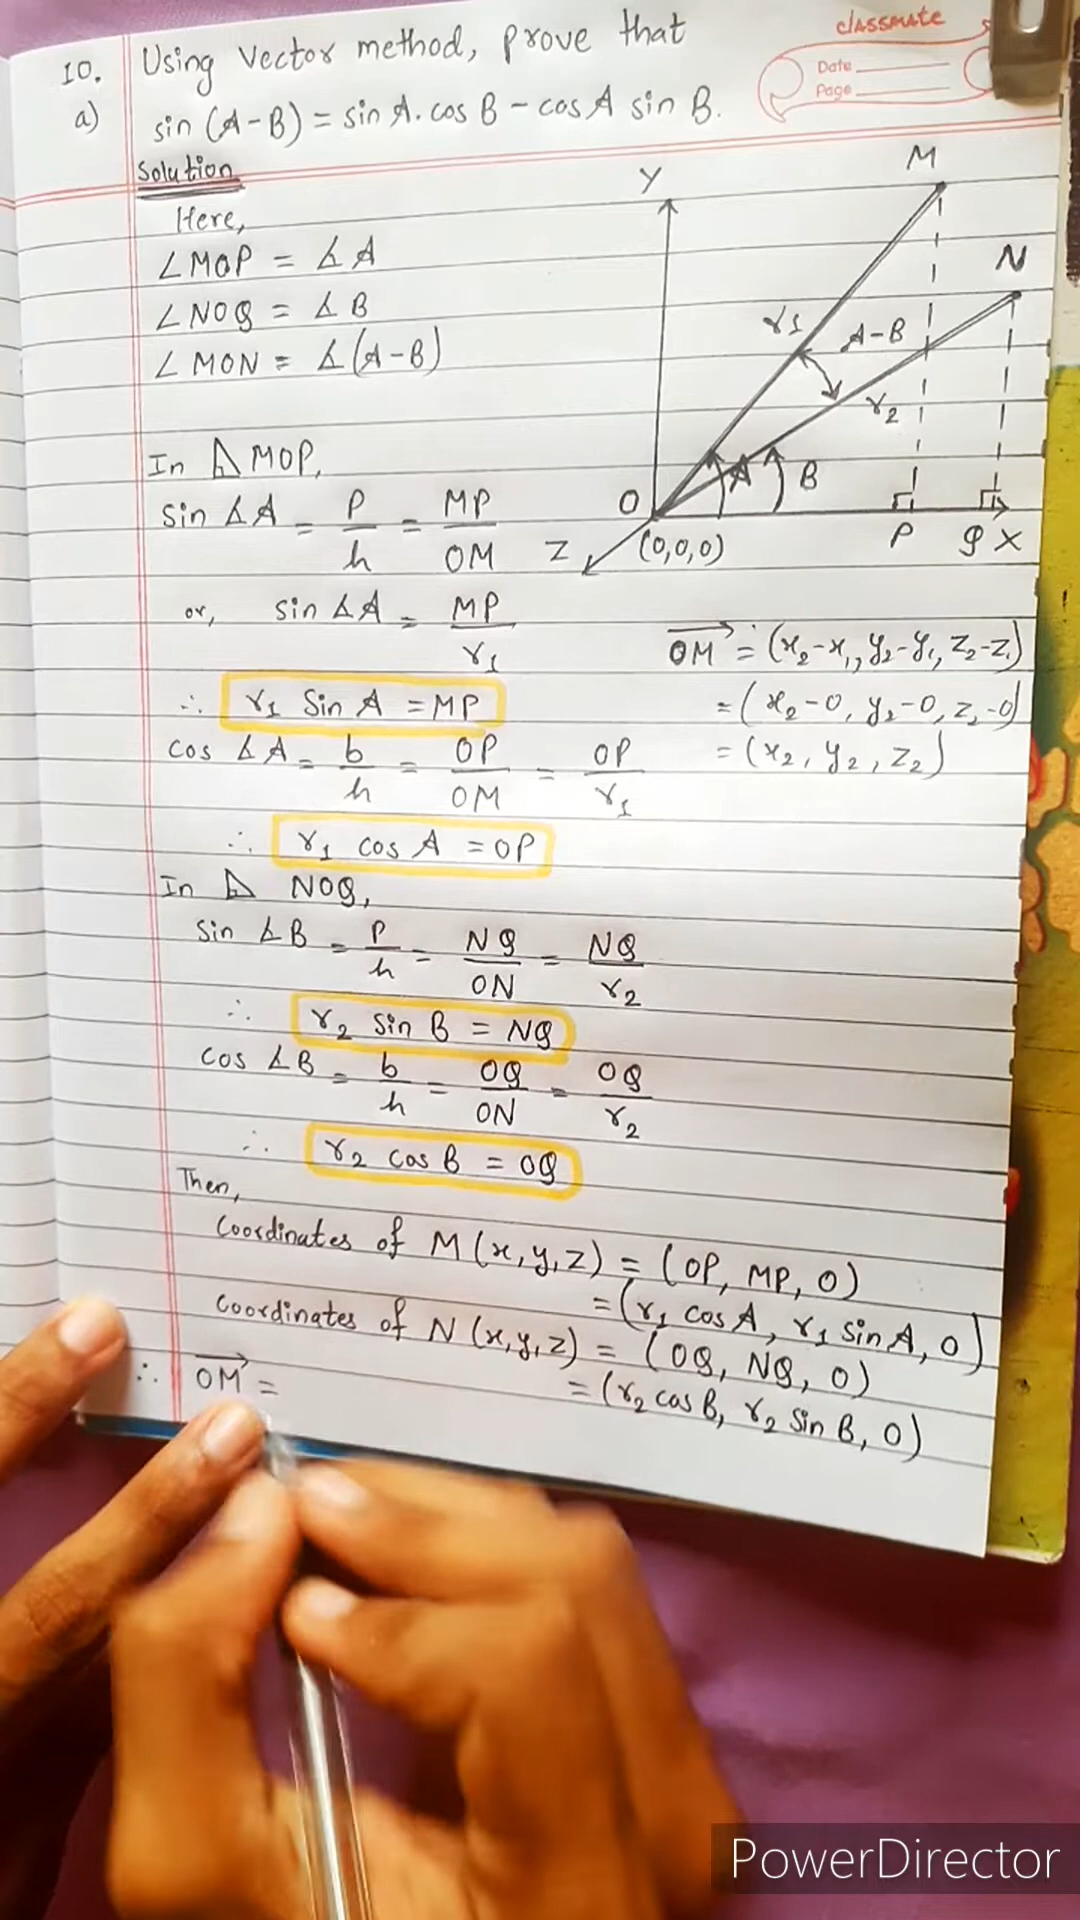 classmate
Date
Page
10. Using Vector method, prove that
a) sin (A-B) = sin A. cos B - cos A sin B.
Solution
Here,
∠MOP = ∡A
∠NOQ = ∡B
∠MON = ∡(A-B)
Y
M
N
r1
A-B
r2
A
B
O
(0,0,0)
Z
P
Q
X
In ⊿ MOP,
sin ∡A = p/h = MP/OM
or, sin ∡A = MP/r1
∴ r1 sin A = MP
cos ∡A = b/h = OP/OM = OP/r1
∴ r1 cos A = OP
OM→ = (x2-x1, y2-y1, z2-z1)
= (x2-0, y2-0, z2-0)
= (x2, y2, z2)
In ⊿ NOQ,
sin ∡B = p/h = NQ/ON = NQ/r2
∴ r2 sin B = NQ
cos ∡B = b/h = OQ/ON = OQ/r2
∴ r2 cos B = OQ
Then,
Coordinates of M(x,y,z) = (OP, MP, 0)
= (r1 cos A, r1 sin A, 0)
Coordinates of N(x,y,z) = (OQ, NQ, 0)
= (r2 cos B, r2 sin B, 0)
∴ OM→ =
PowerDirector